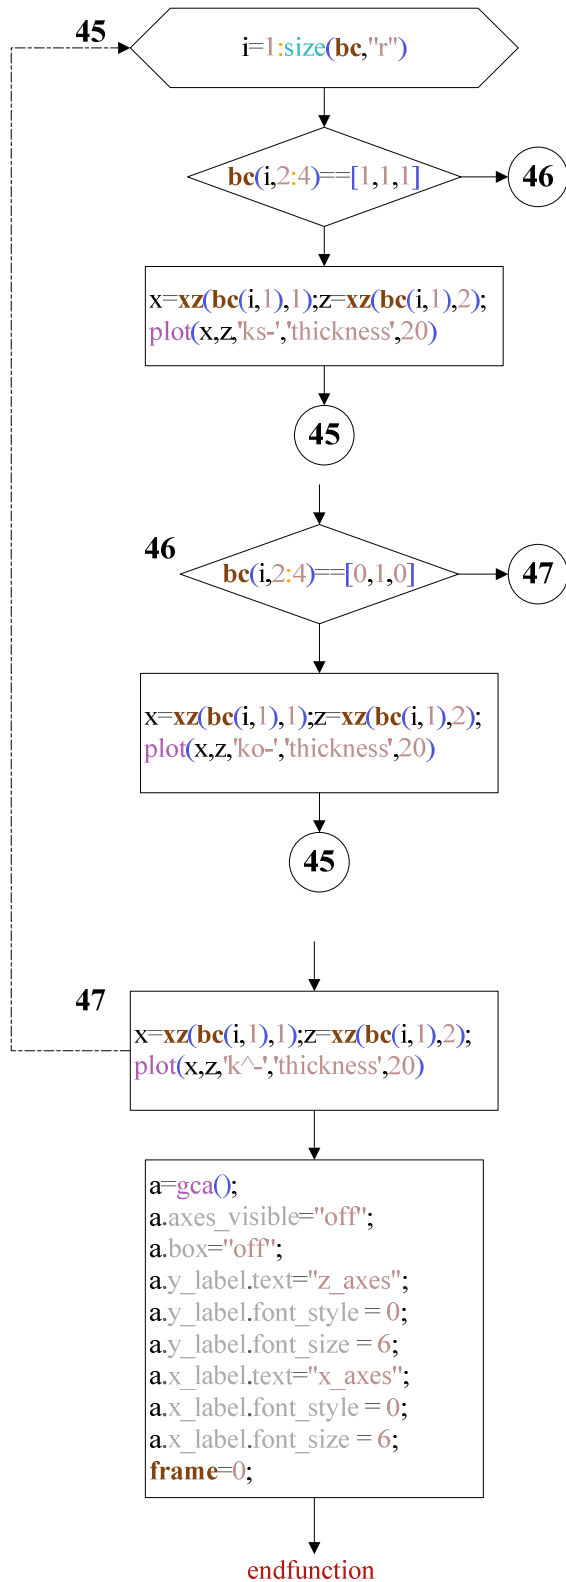 45
i=1:size(bc,"r")
bc(i,2:4)==[1,1,1]
46
x=xz(bc(i,1),1);z=xz(bc(i,1),2);
plot(x,z,'ks-','thickness',20)
45
46
bc(i,2:4)==[0,1,0]
47
x=xz(bc(i,1),1);z=xz(bc(i,1),2);
plot(x,z,'ko-','thickness',20)
45
47
x=xz(bc(i,1),1);z=xz(bc(i,1),2);
plot(x,z,'k^-','thickness',20)
a=gca();
a.axes_visible="off";
a.box="off";
a.y_label.text="z_axes";
a.y_label.font_style = 0;
a.y_label.font_size = 6;
a.x_label.text="x_axes";
a.x_label.font_style = 0;
a.x_label.font_size = 6;
frame=0;
endfunction